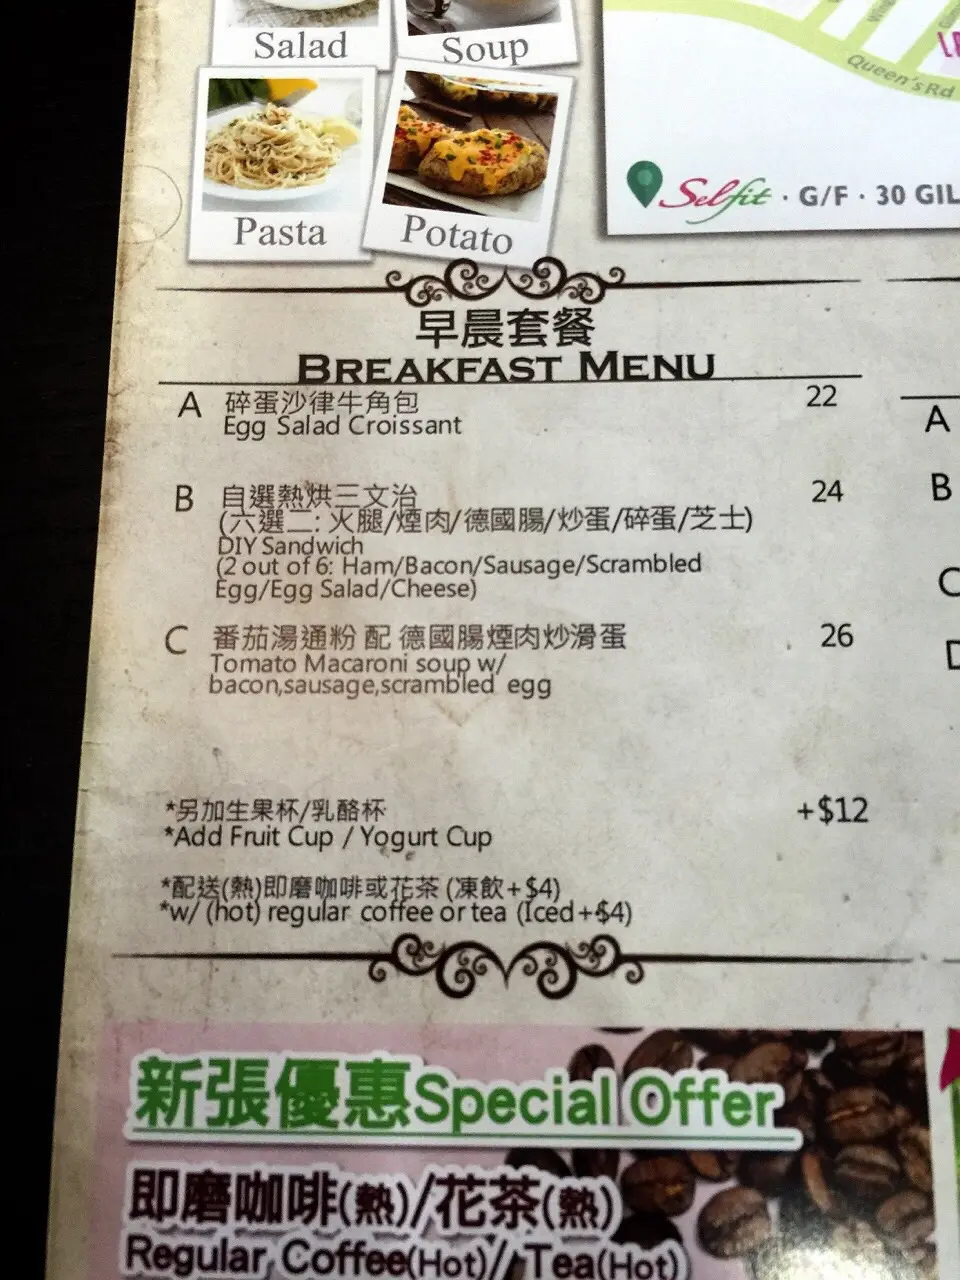 Salad
Soup
Pasta
Potato
Queen's Rd
Selfit · G/F · 30 GIL
早晨套餐
BREAKFAST MENU
A 碎蛋沙律牛角包 22
Egg Salad Croissant
B 自選熱烘三文治 24
(六選二: 火腿/煙肉/德國腸/炒蛋/碎蛋/芝士)
DIY Sandwich
(2 out of 6: Ham/Bacon/Sausage/Scrambled
Egg/Egg Salad/Cheese)
C 番茄湯通粉 配 德國腸煙肉炒滑蛋 26
Tomato Macaroni soup w/
bacon,sausage,scrambled egg
*另加生果杯/乳酪杯 +$12
*Add Fruit Cup / Yogurt Cup
*配送(熱)即磨咖啡或花茶 (凍飲+$4)
*w/ (hot) regular coffee or tea (Iced+$4)
A
B
C
D
新張優惠Special Offer
即磨咖啡(熱)/花茶(熱)
Regular Coffee(Hot)/ Tea(Hot)